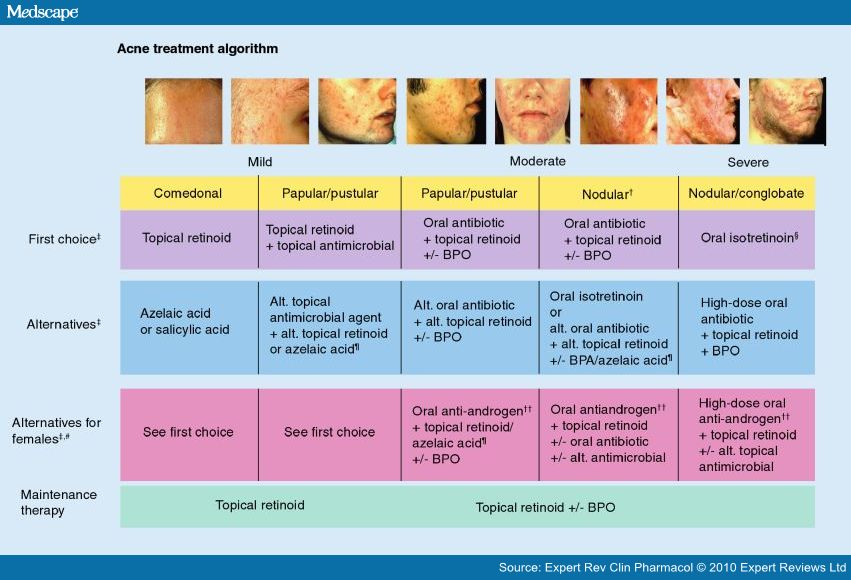 Medscape
Acne treatment algorithm
Mild
Moderate
Severe
Comedonal
Papular/pustular
Papular/pustular
Nodular†
Nodular/conglobate
First choice‡
Topical retinoid
Topical retinoid
+ topical antimicrobial
Oral antibiotic
+ topical retinoid
+/- BPO
Oral antibiotic
+ topical retinoid
+/- BPO
Oral isotretinoin§
Alternatives‡
Azelaic acid
or salicylic acid
Alt. topical
antimicrobial agent
+ alt. topical retinoid
or azelaic acid¶
Alt. oral antibiotic
+ alt. topical retinoid
+/- BPO
Oral isotretinoin
or
alt. oral antibiotic
+ alt. topical retinoid
+/- BPA/azelaic acid¶
High-dose oral
antibiotic
+ topical retinoid
+ BPO
Alternatives for
females‡,#
See first choice
See first choice
Oral anti-androgen††
+ topical retinoid/
azelaic acid¶
+/- BPO
Oral antiandrogen††
+ topical retinoid
+/- oral antibiotic
+/- alt. antimicrobial
High-dose oral
anti-androgen††
+ topical retinoid
+/- alt. topical
antimicrobial
Maintenance
therapy
Topical retinoid
Topical retinoid +/- BPO
Source: Expert Rev Clin Pharmacol © 2010 Expert Reviews Ltd